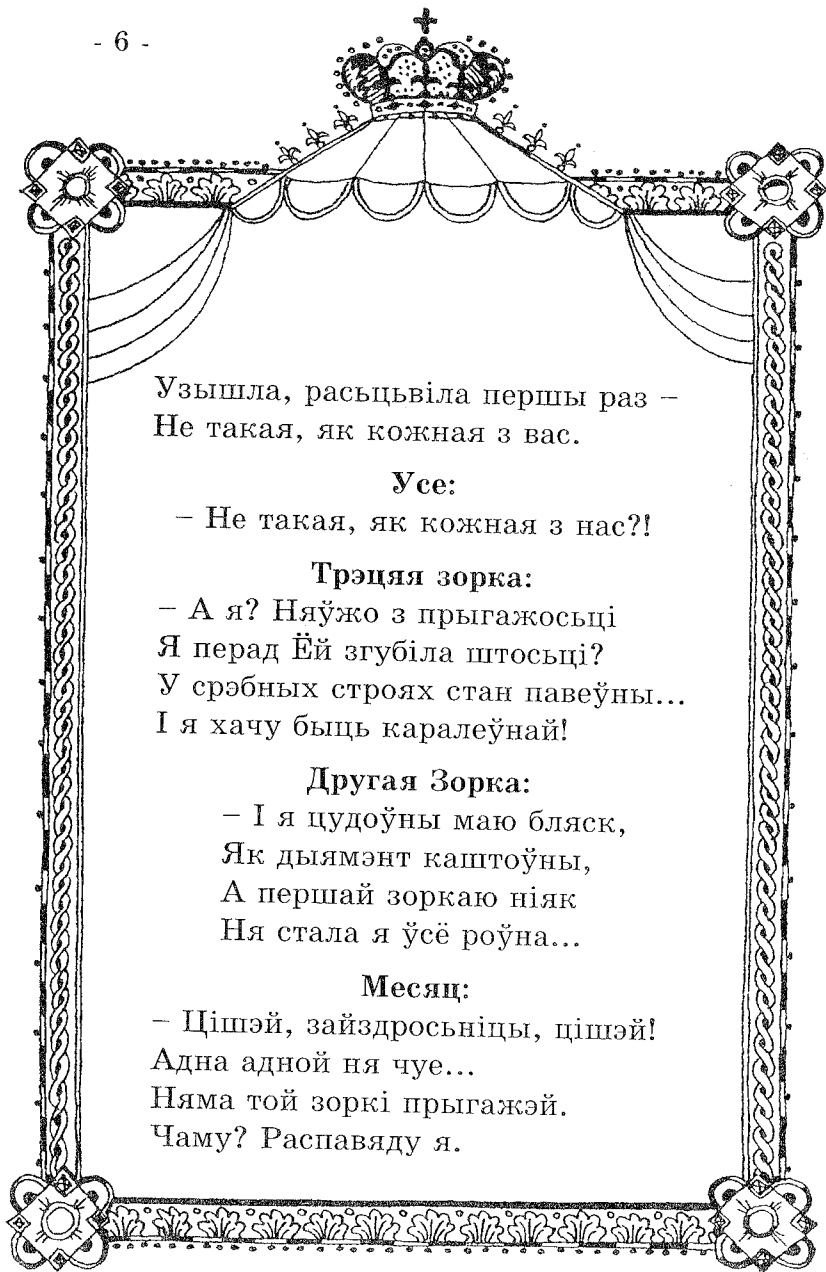 - 6 -
Узышла, расьцьвіла першы раз –
Не такая, як кожная з вас.
Усе:
– Не такая, як кожная з нас?!
Трэцяя зорка:
– А я? Няўжо з прыгажосьці
Я перад Ёй згубіла штосьці?
У срэбных строях стан павеўны...
І я хачу быць каралеўнай!
Другая Зорка:
– І я цудоўны маю бляск,
Як дыямэнт каштоўны,
А першай зоркаю ніяк
Ня стала я ўсё роўна...
Месяц:
– Цішэй, зайздросьніцы, цішэй!
Адна адной ня чуе...
Няма той зоркі прыгажэй.
Чаму? Распавяду я.